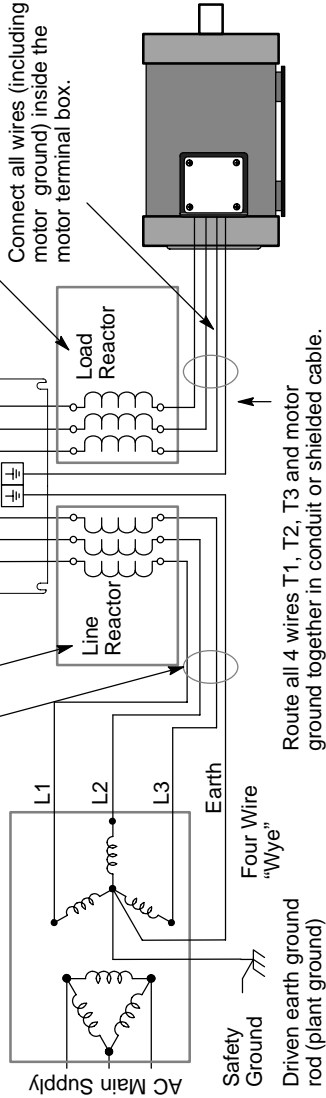 AC Main Supply
L1
L2
L3
Earth
Four Wire
“Wye”
Safety
Ground
Driven earth ground
rod (plant ground)
Line
Reactor
Load
Reactor
Connect all wires (including
motor ground) inside the
motor terminal box.
Route all 4 wires T1, T2, T3 and motor
ground together in conduit or shielded cable.